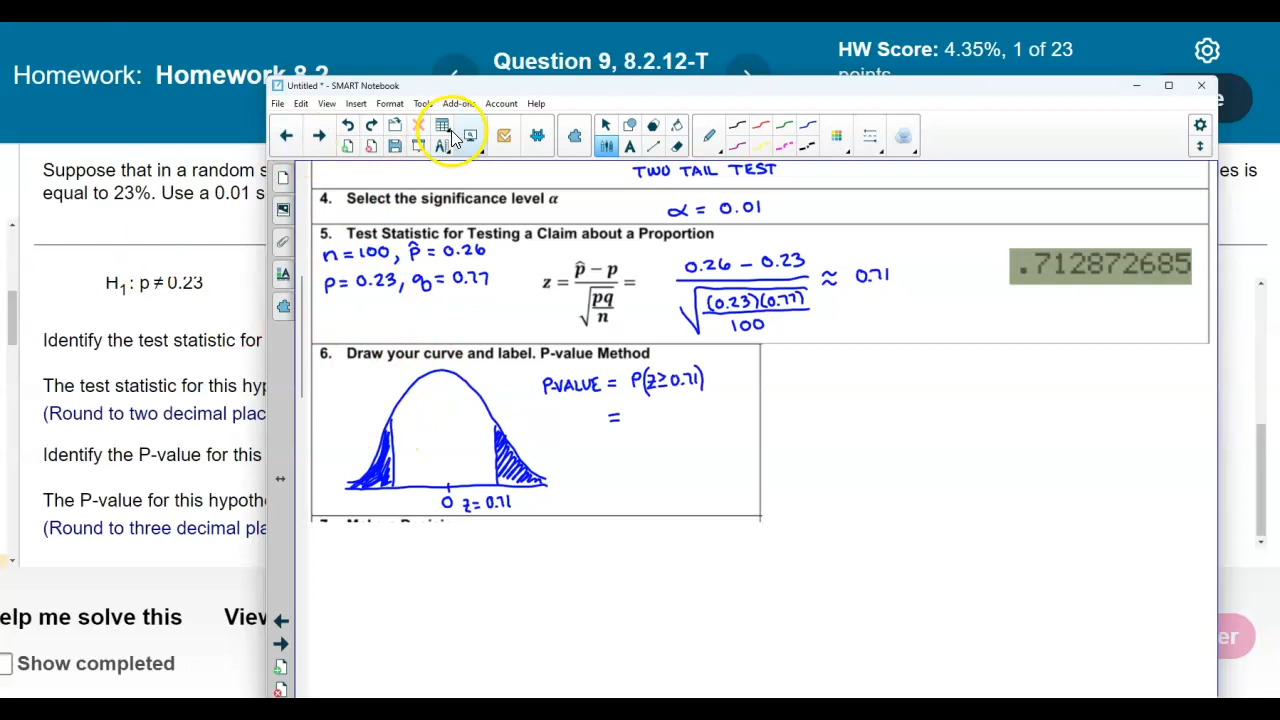 Homework: Homework 8.2
Question 9, 8.2.12-T
HW Score: 4.35%, 1 of 23
points
Suppose that in a random s
es is
equal to 23%. Use a 0.01 s
H1: p ≠ 0.23
Identify the test statistic for
The test statistic for this hyp
(Round to two decimal plac
Identify the P-value for this
The P-value for this hypoth
(Round to three decimal pla
elp me solve this
View
Show completed
er
Untitled * - SMART Notebook
File Edit View Insert Format Tools Add-ons Account Help
TWO TAIL TEST
4. Select the significance level α
α = 0.01
5. Test Statistic for Testing a Claim about a Proportion
n = 100, p̂ = 0.26
p = 0.23, q = 0.77
z = (p̂ − p) / √(pq/n) = (0.26 − 0.23) / √((0.23)(0.77)/100) ≈ 0.71
.712872685
6. Draw your curve and label. P-value Method
P-VALUE = P(z ≥ 0.71)
=
0 z = 0.71